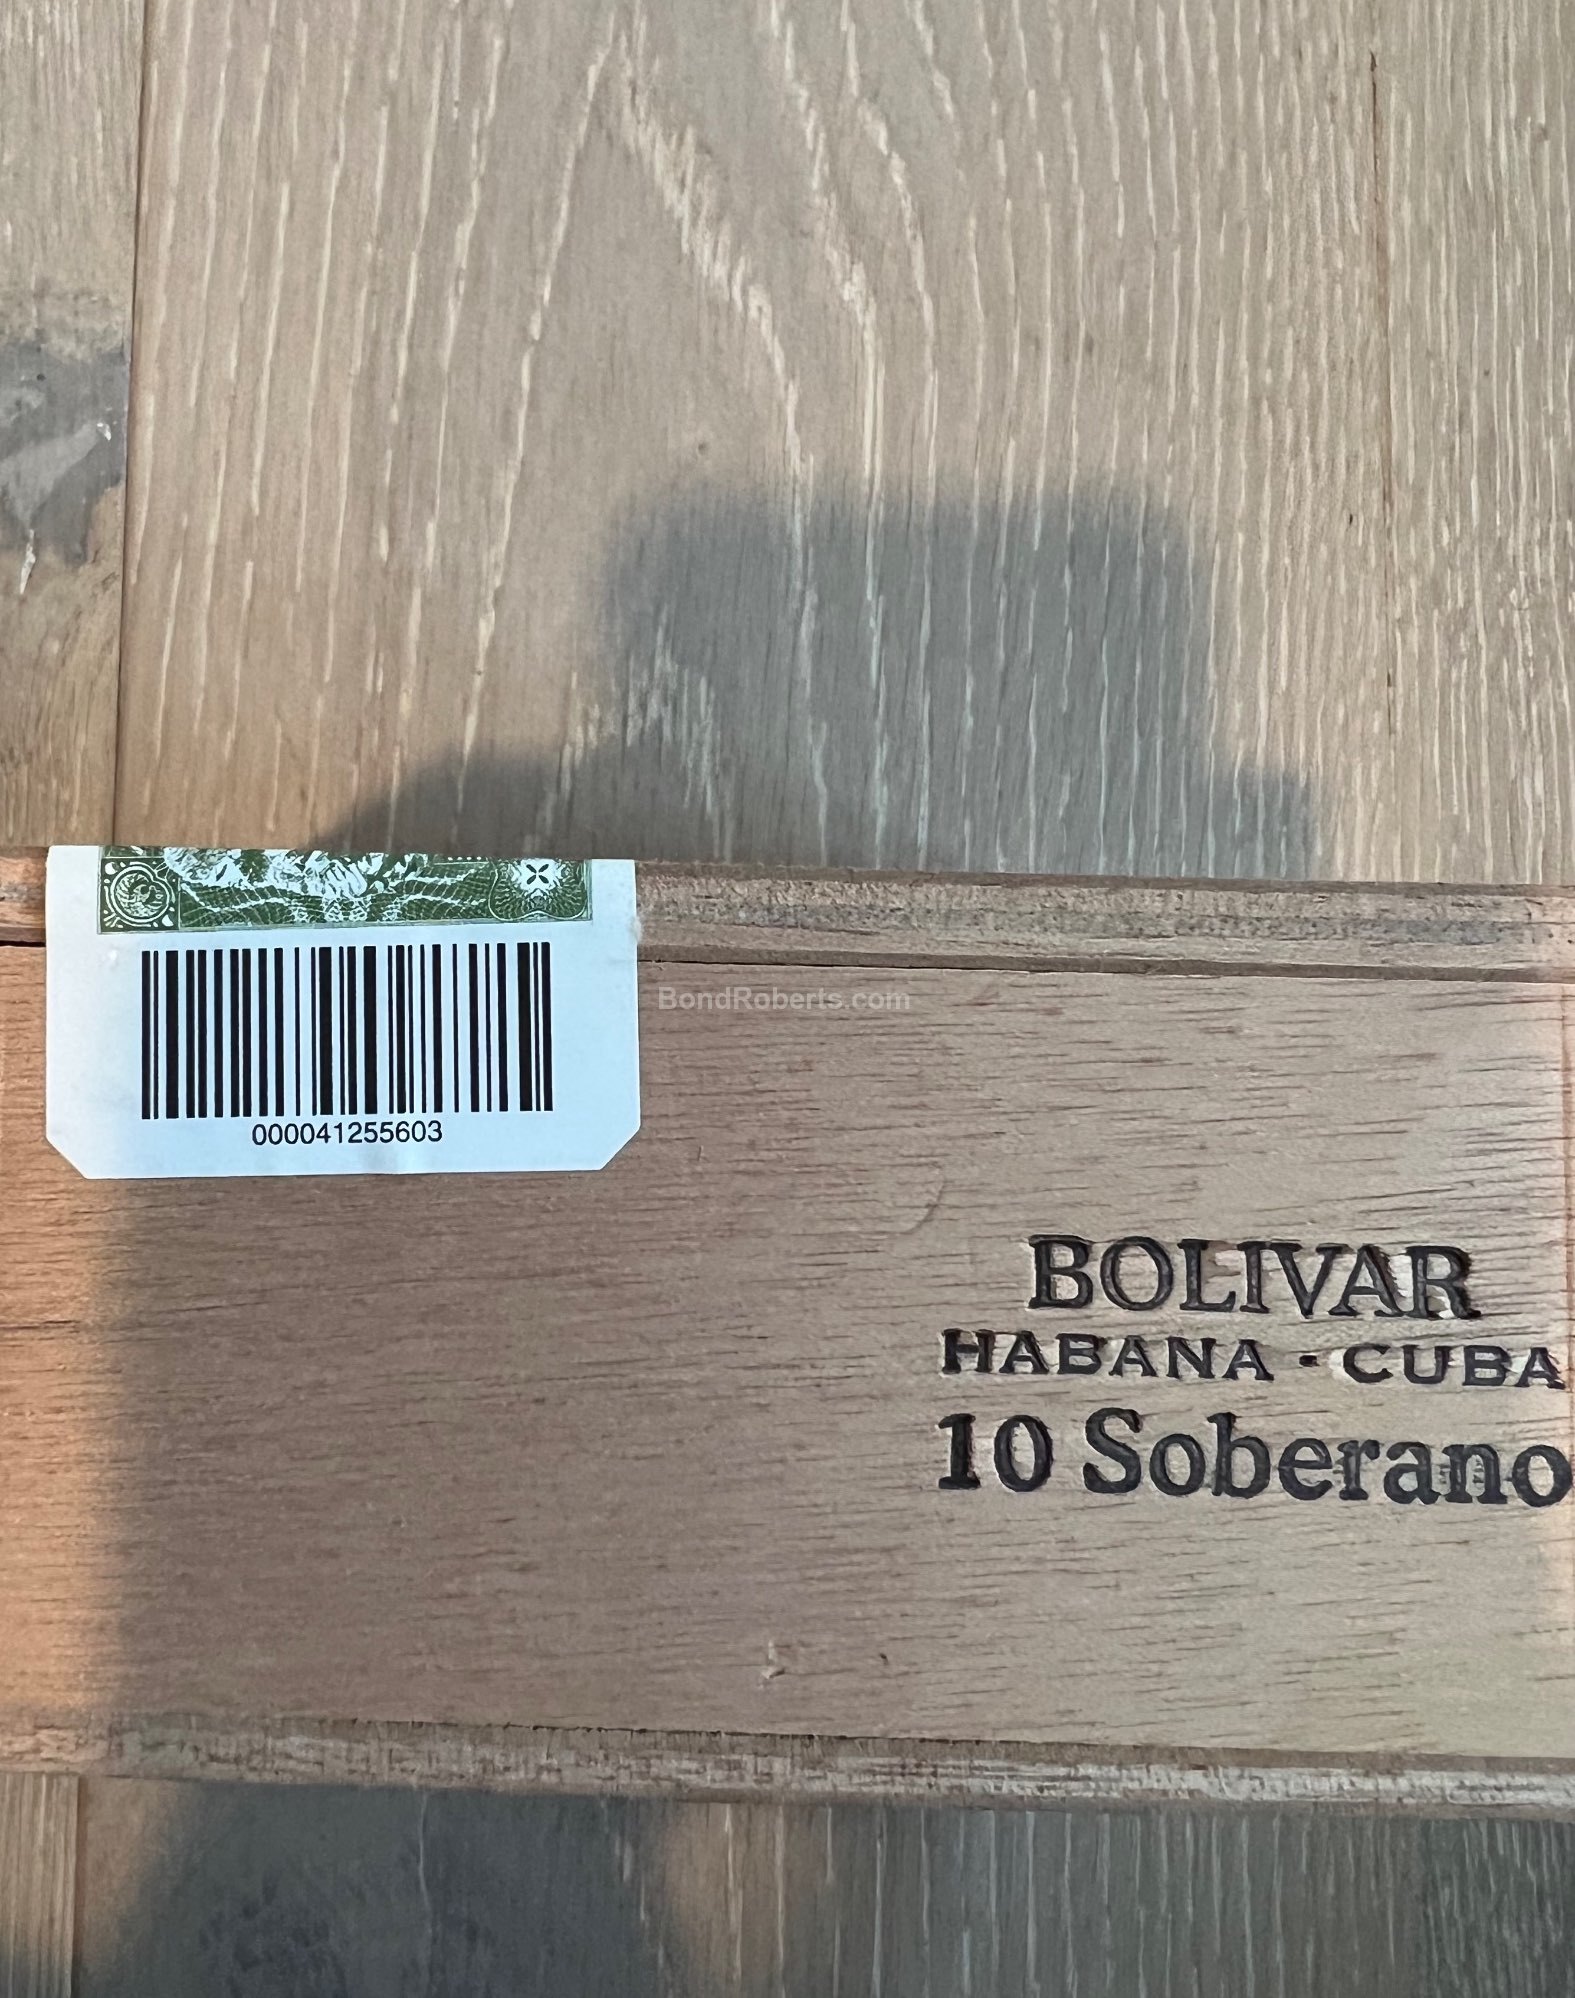 BondRoberts.com
000041255603
BOLIVAR
HABANA · CUBA
10 Soberano